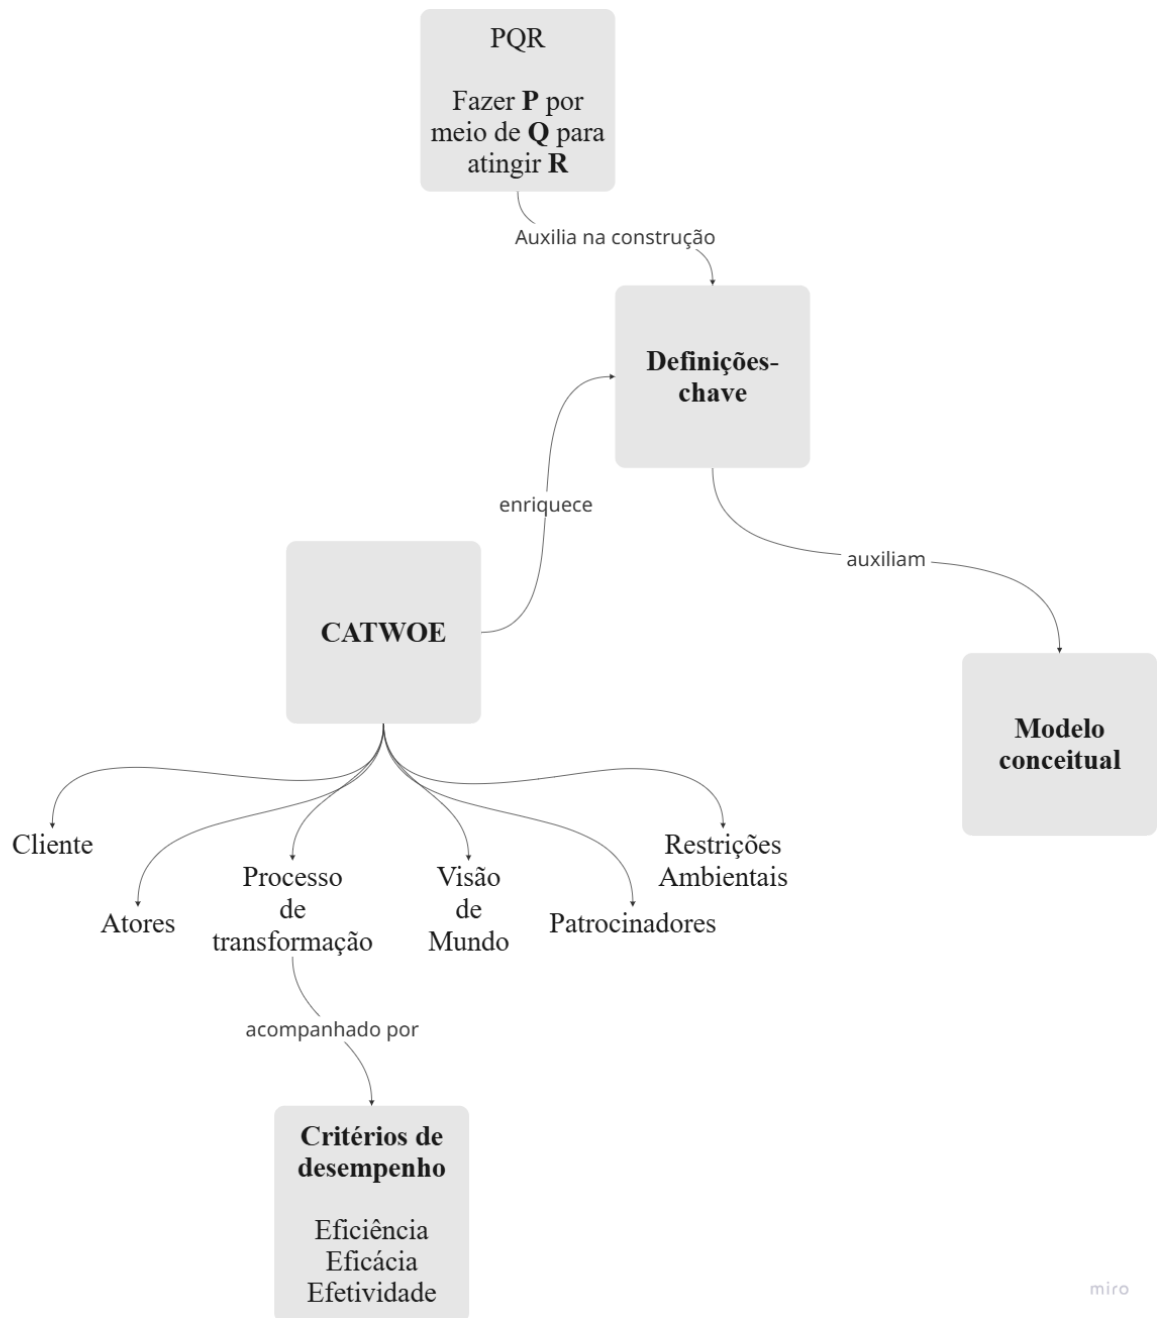 PQR
Fazer P por
meio de Q para
atingir R
Auxilia na construção
Definições-
chave
enriquece
auxiliam
CATWOE
Modelo
conceitual
Cliente
Atores
Processo
de
transformação
Visão
de
Mundo
Patrocinadores
Restrições
Ambientais
acompanhado por
Critérios de
desempenho
Eficiência
Eficácia
Efetividade
miro